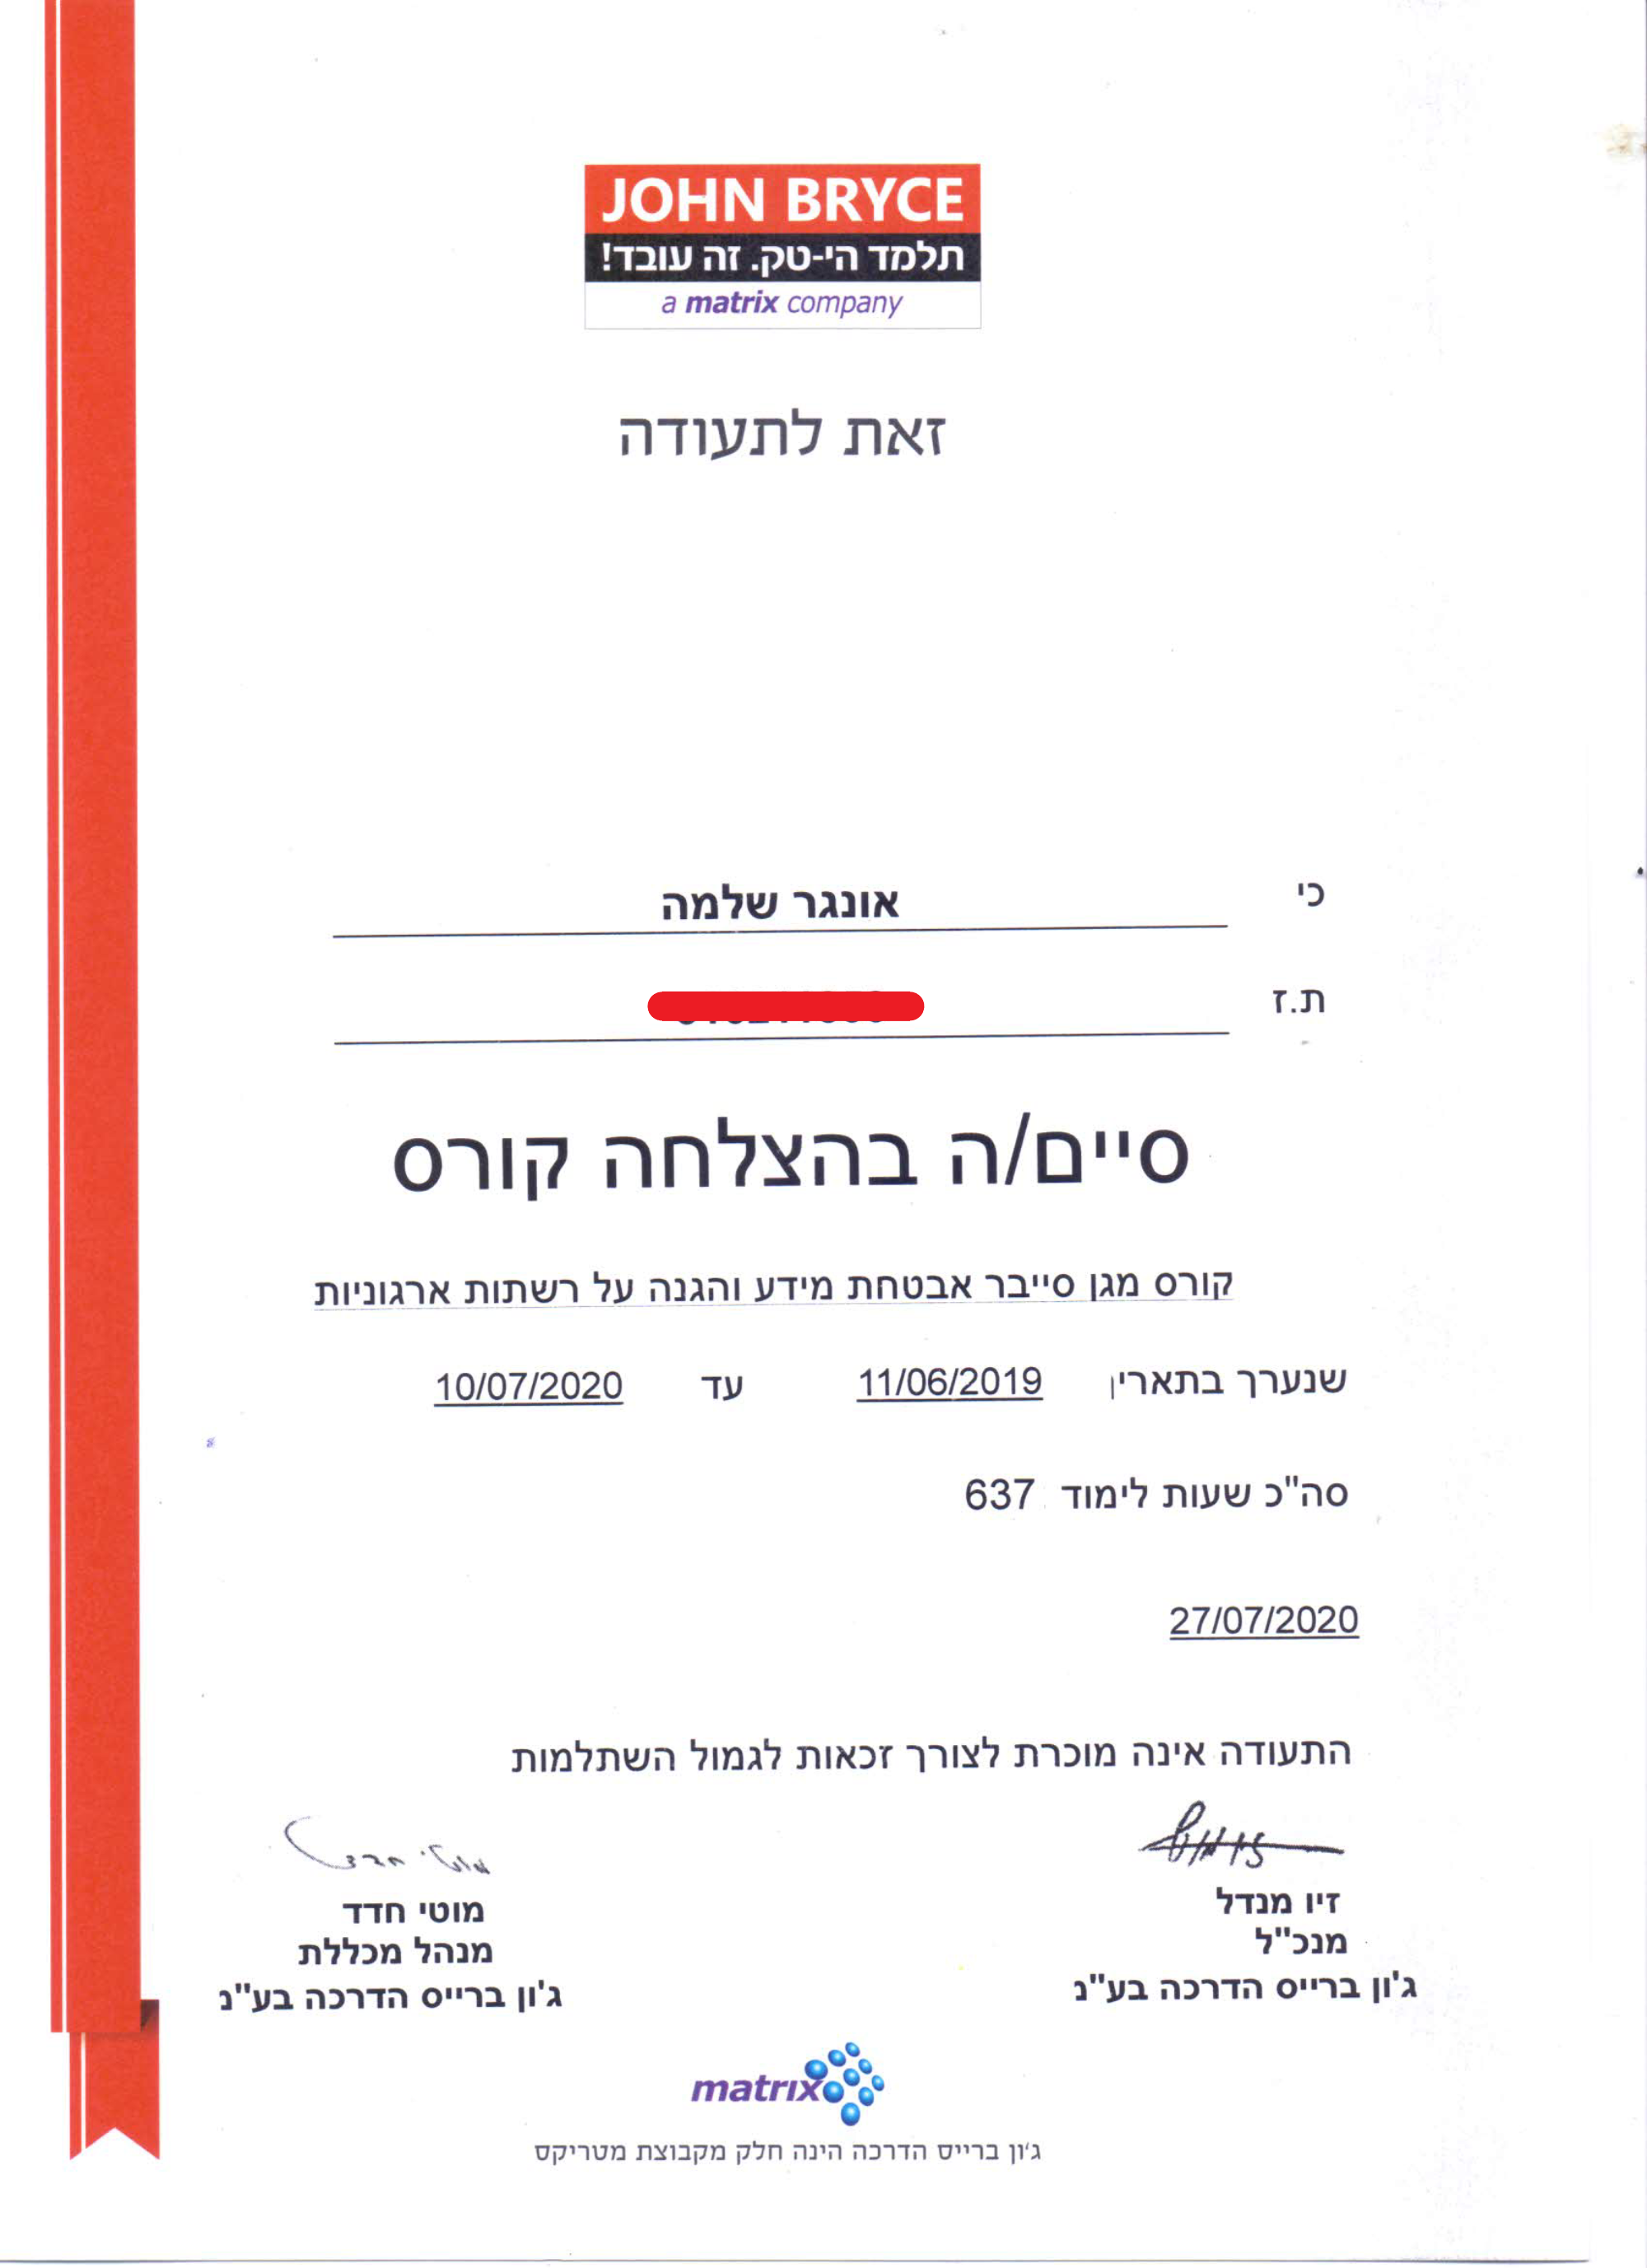 JOHN BRYCE
תלמד הי-טק. זה עובד!
a matrix company
זאת לתעודה
כי אונגר שלמה
ת.ז
סיים/ה בהצלחה קורס
קורס מגן סייבר אבטחת מידע והגנה על רשתות ארגוניות
שנערך בתארין 11/06/2019 עד 10/07/2020
סה"כ שעות לימוד 637
27/07/2020
התעודה אינה מוכרת לצורך זכאות לגמול השתלמות
מוטי חדד
זיו מנדל
מנכ"ל
ג'ון ברייס הדרכה בע"נ
מוטי חדד
מנהל מכללת
ג'ון ברייס הדרכה בע"נ
matrix
ג'ון ברייס הדרכה הינה חלק מקבוצת מטריקס